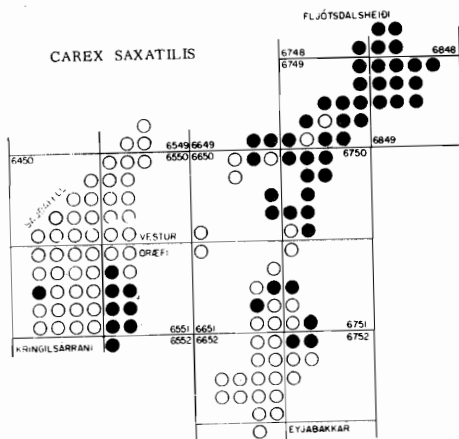 FLJÓTSDALSHEIÐI
CAREX SAXATILIS
6748 6848
6749
6549 6649 6849
6450 6550 6650 6750
VESTUR
ÖRÆFI
6551 6651 6751
KRINGILSÁRRANI 6552 6652 6752
EYJABAKKAR